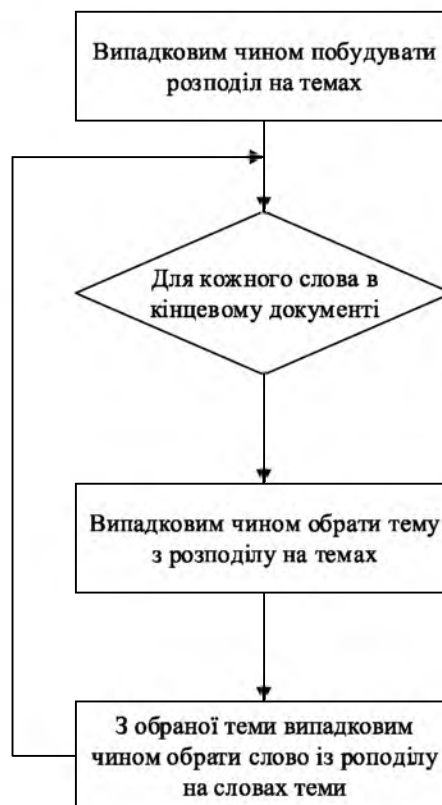 Випадковим чином побудувати
розподіл на темах
Для кожного слова в
кінцевому документі
Випадковим чином обрати тему
з розподілу на темах
З обраної теми випадковим
чином обрати слово із роподілу
на словах теми